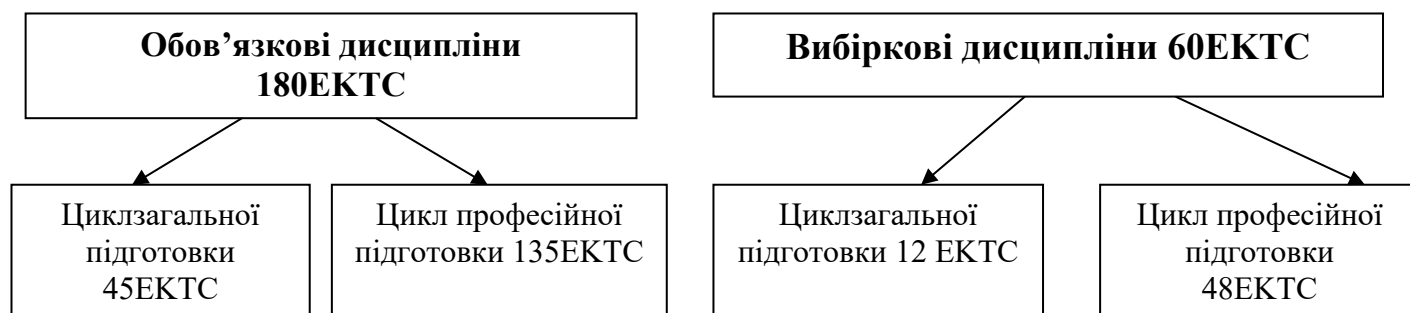 Обов’язкові дисципліни
180ЕКТС
Вибіркові дисципліни 60ЕКТС
Циклзагальної
підготовки
45ЕКТС
Цикл професійної
підготовки 135ЕКТС
Циклзагальної
підготовки 12 ЕКТС
Цикл професійної
підготовки
48ЕКТС